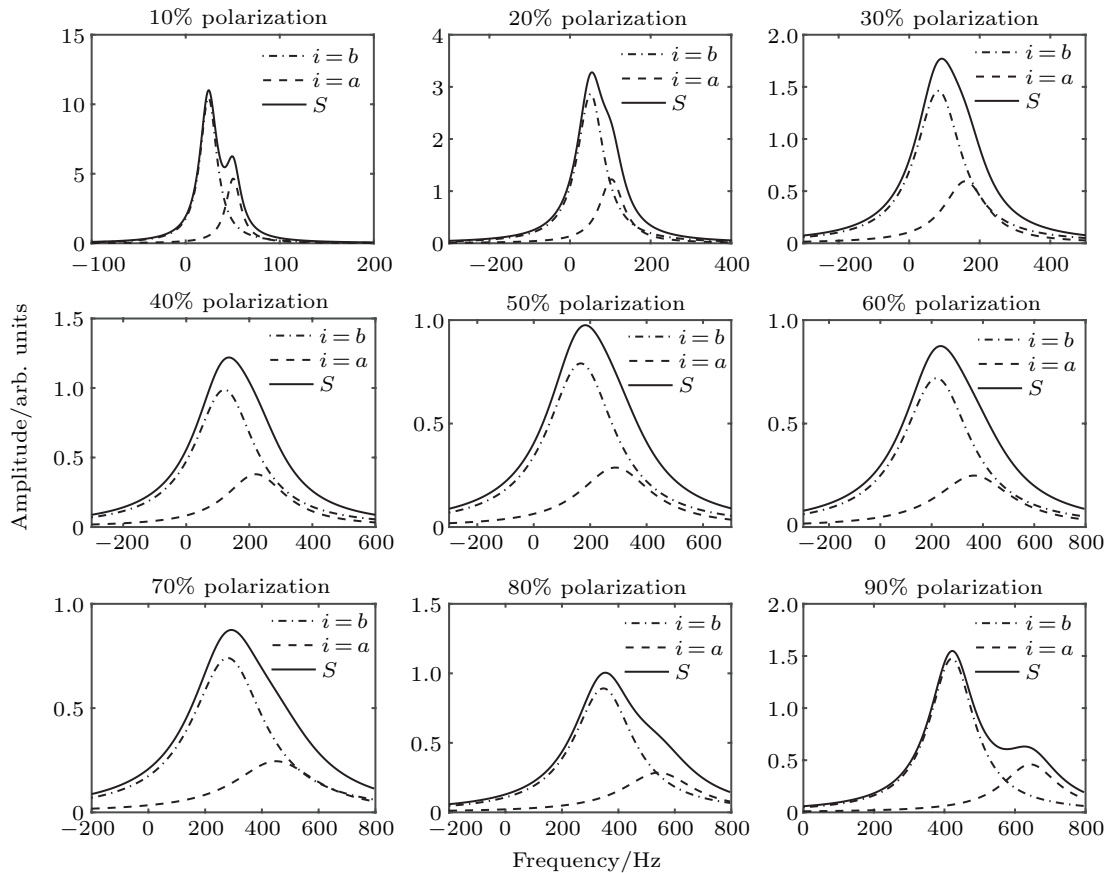 10% polarization
20% polarization
30% polarization
15
10
5
0
−100
0
100
200
i = b
i = a
S
4
3
2
1
0
−200
0
200
400
i = b
i = a
S
2.0
1.5
1.0
0.5
0
−200
0
200
400
i = b
i = a
S
40% polarization
50% polarization
60% polarization
1.5
1.0
0.5
0
−200
0
200
400
600
i = b
i = a
S
1.0
0.5
0
−200
0
200
400
600
i = b
i = a
S
1.0
0.5
0
−200
0
200
400
600
800
i = b
i = a
S
70% polarization
80% polarization
90% polarization
1.0
0.5
0
−200
0
200
400
600
800
i = b
i = a
S
1.5
1.0
0.5
0
−200
0
200
400
600
800
i = b
i = a
S
2.0
1.5
1.0
0.5
0
0
200
400
600
800
i = b
i = a
S
Amplitude/arb. units
Frequency/Hz